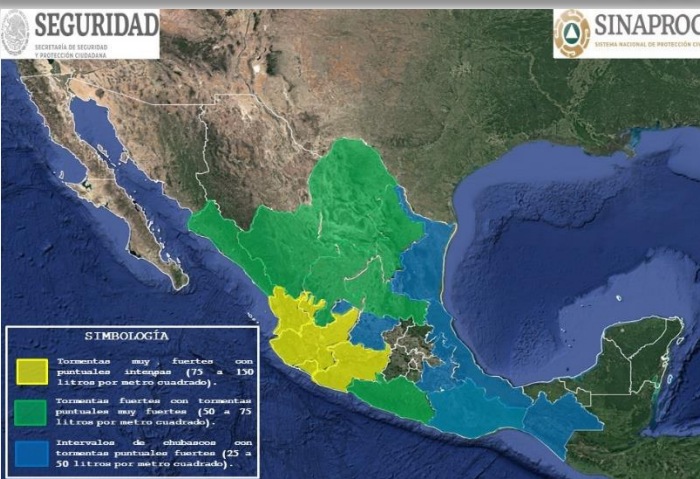 SEGURIDAD
SECRETARÍA DE SEGURIDAD
Y PROTECCIÓN CIUDADANA
SINAPROC
SISTEMA NACIONAL DE PROTECCIÓN CI
SIMBOLOGÍA
Tormentas muy fuertes con
puntuales intensas (75 a 150
litros por metro cuadrado).
Tormentas fuertes con tormentas
puntuales muy fuertes (50 a 75
litros por metro cuadrado).
Intervalos de chubascos con
tormentas puntuales fuertes (25 a
50 litros por metro cuadrado).